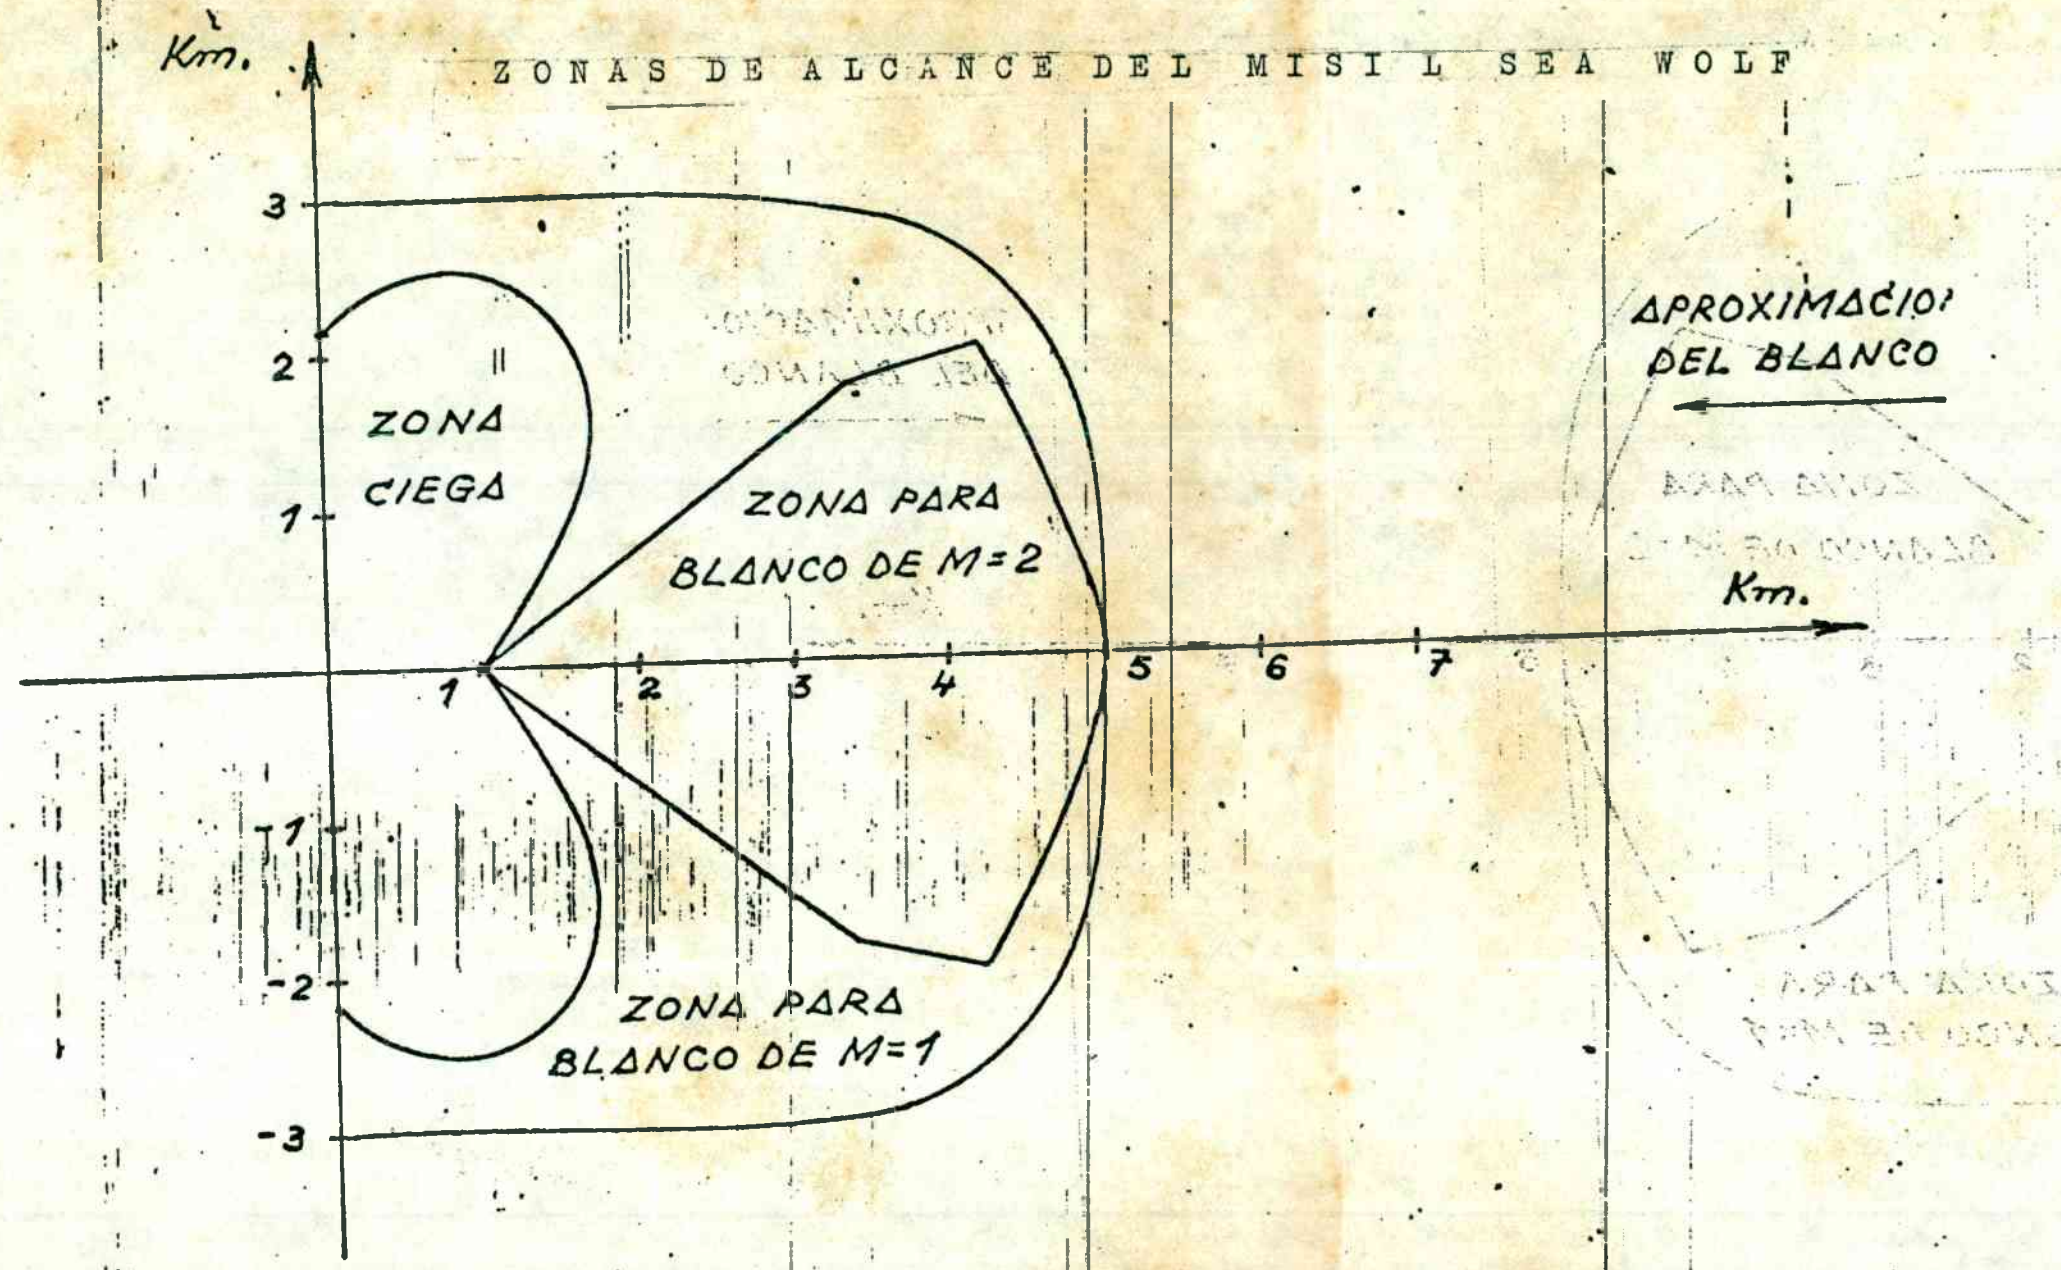 Km.
ZONAS DE ALCANCE DEL MISIL SEA WOLF
3
2
1
-1
-2
-3
ZONA
CIEGA
ZONA PARA
BLANCO DE M=2
ZONA PARA
BLANCO DE M=1
APROXIMACIO
DEL BLANCO
Km.
1 2 3 4 5 6 7